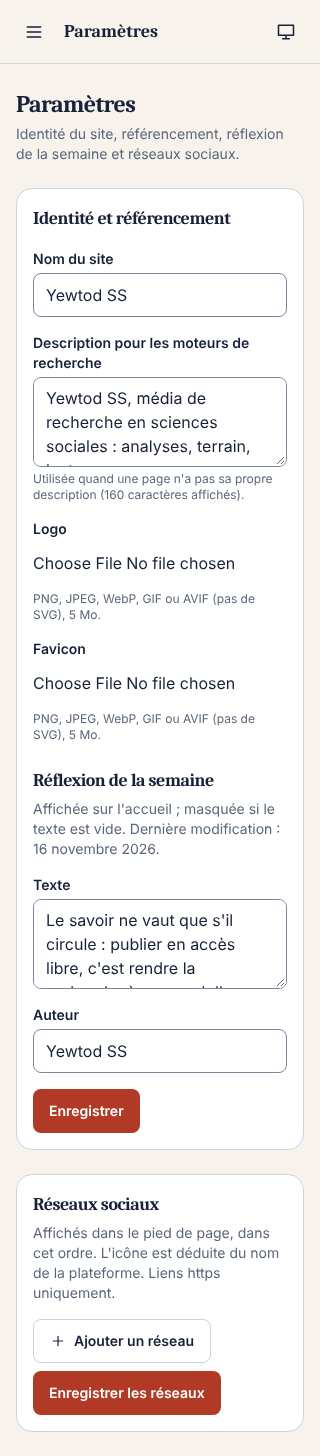 Paramètres
Paramètres
Identité du site, référencement, réflexion
de la semaine et réseaux sociaux.
Identité et référencement
Nom du site
Yewtod SS
Description pour les moteurs de
recherche
Yewtod SS, média de
recherche en sciences
sociales : analyses, terrain,
Utilisée quand une page n'a pas sa propre
description (160 caractères affichés).
Logo
Choose File No file chosen
PNG, JPEG, WebP, GIF ou AVIF (pas de
SVG), 5 Mo.
Favicon
Choose File No file chosen
PNG, JPEG, WebP, GIF ou AVIF (pas de
SVG), 5 Mo.
Réflexion de la semaine
Affichée sur l'accueil ; masquée si le
texte est vide. Dernière modification :
16 novembre 2026.
Texte
Le savoir ne vaut que s'il
circule : publier en accès
libre, c'est rendre la
Auteur
Yewtod SS
Enregistrer
Réseaux sociaux
Affichés dans le pied de page, dans
cet ordre. L'icône est déduite du nom
de la plateforme. Liens https
uniquement.
Ajouter un réseau
Enregistrer les réseaux